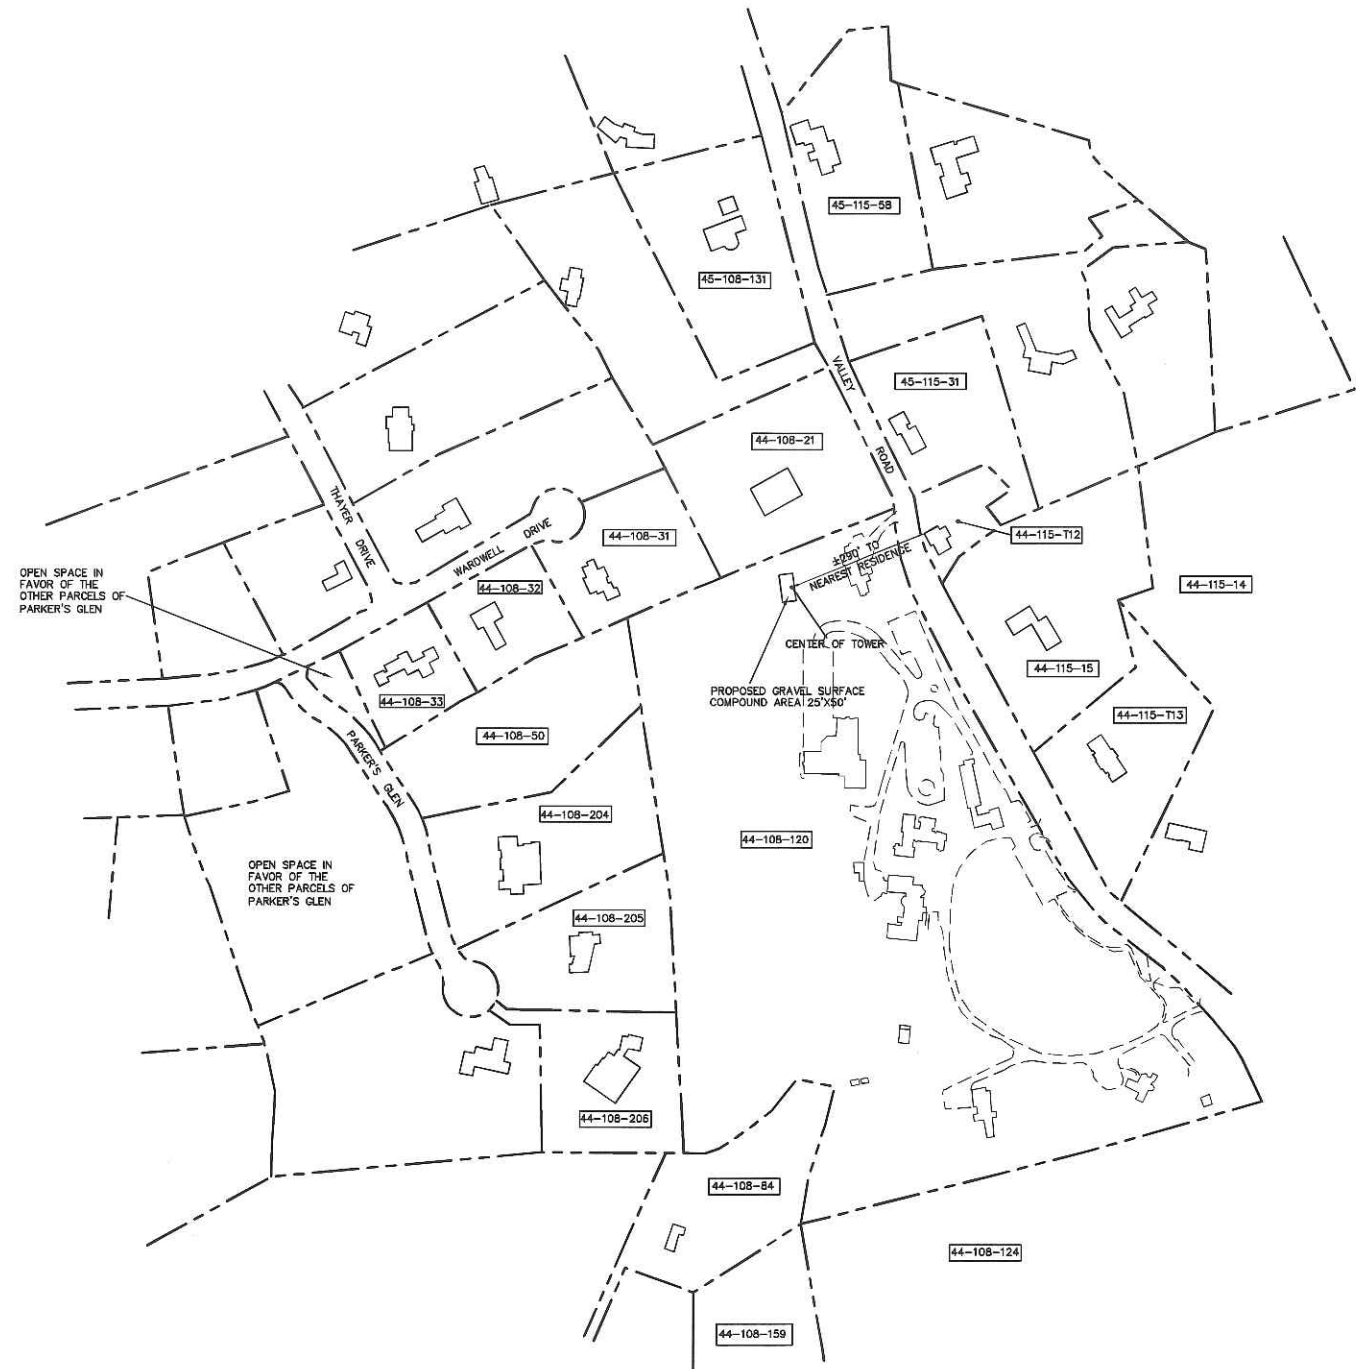 45-115-58
45-108-131
VALLEY
ROAD
45-115-31
44-108-21
THAYER
DRIVE
WARDWELL DRIVE
44-108-31
44-115-T12
±290' TO
NEAREST RESIDENCE
OPEN SPACE IN
FAVOR OF THE
OTHER PARCELS OF
PARKER'S GLEN
44-108-32
44-115-14
CENTER OF TOWER
44-115-15
44-108-33
PROPOSED GRAVEL SURFACE
COMPOUND AREA 25'X50'
44-115-T13
44-108-50
PARKER'S GLEN
44-108-204
44-108-120
OPEN SPACE IN
FAVOR OF THE
OTHER PARCELS OF
PARKER'S GLEN
44-108-205
44-108-206
44-108-84
44-108-124
44-108-159